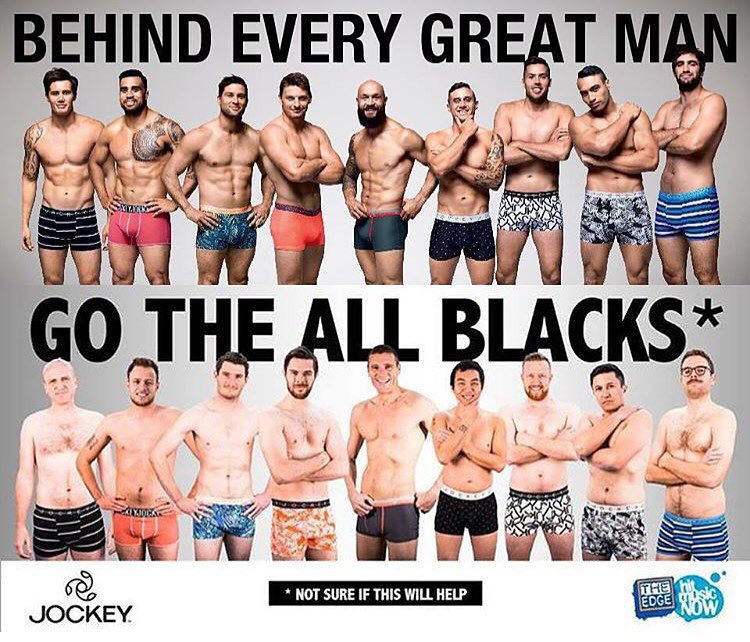 BEHIND EVERY GREAT MAN
GO THE ALL BLACKS*
JOCKEY
* NOT SURE IF THIS WILL HELP
THE
EDGE
hit
music
NOW